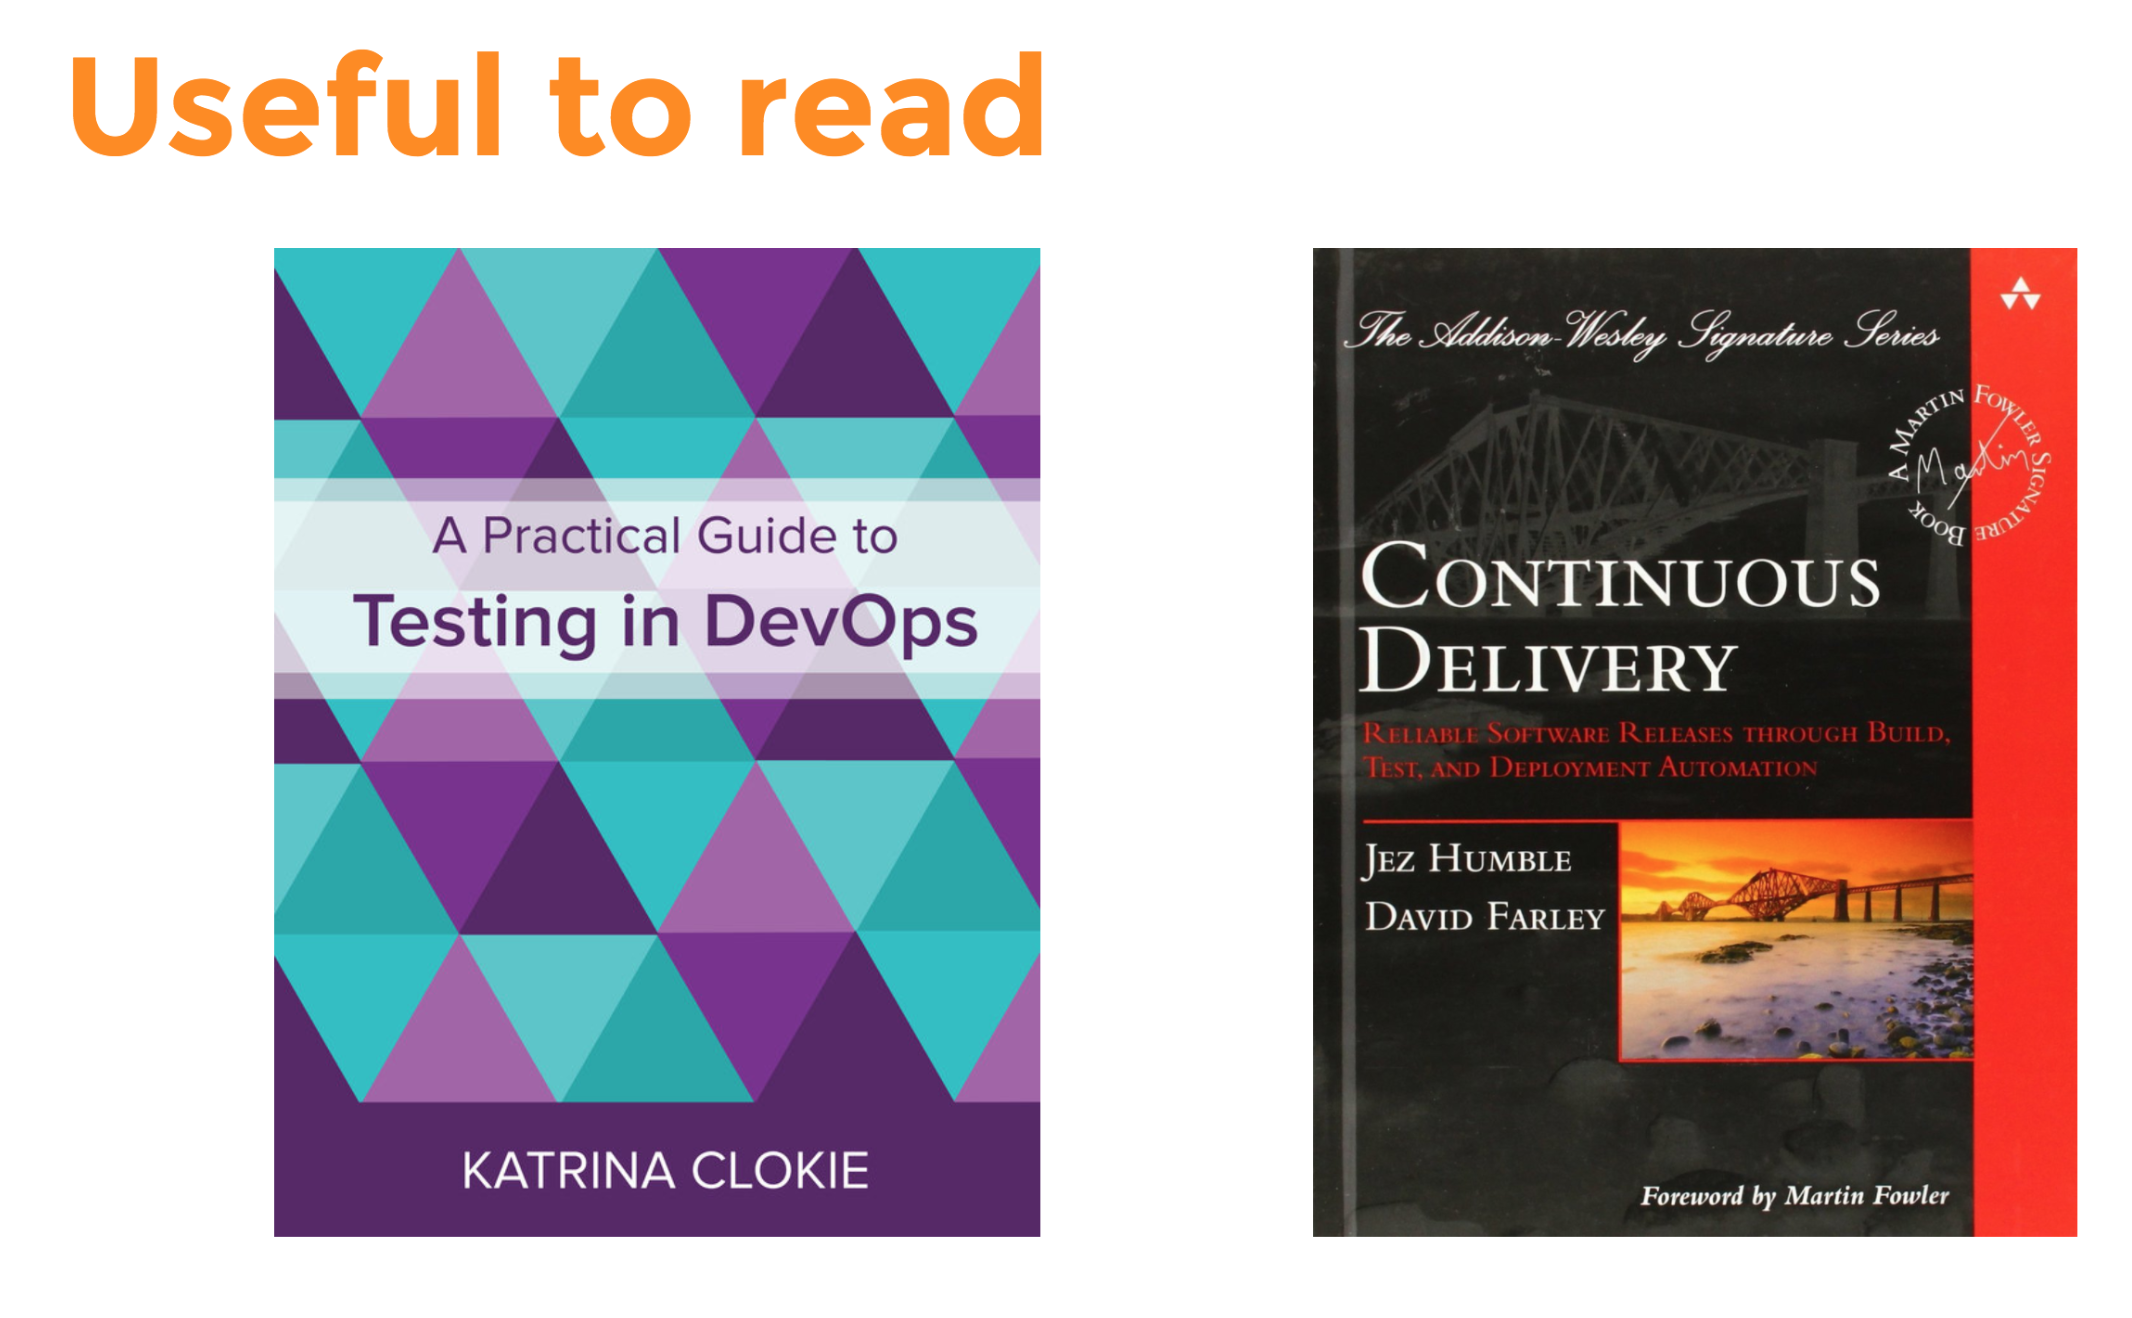 Useful to read
A Practical Guide to
Testing in DevOps
KATRINA CLOKIE
The Addison-Wesley Signature Series
A MARTIN FOWLER SIGNATURE BOOK
Martin
CONTINUOUS
DELIVERY
RELIABLE SOFTWARE RELEASES THROUGH BUILD,
TEST, AND DEPLOYMENT AUTOMATION
JEZ HUMBLE
DAVID FARLEY
Foreword by Martin Fowler